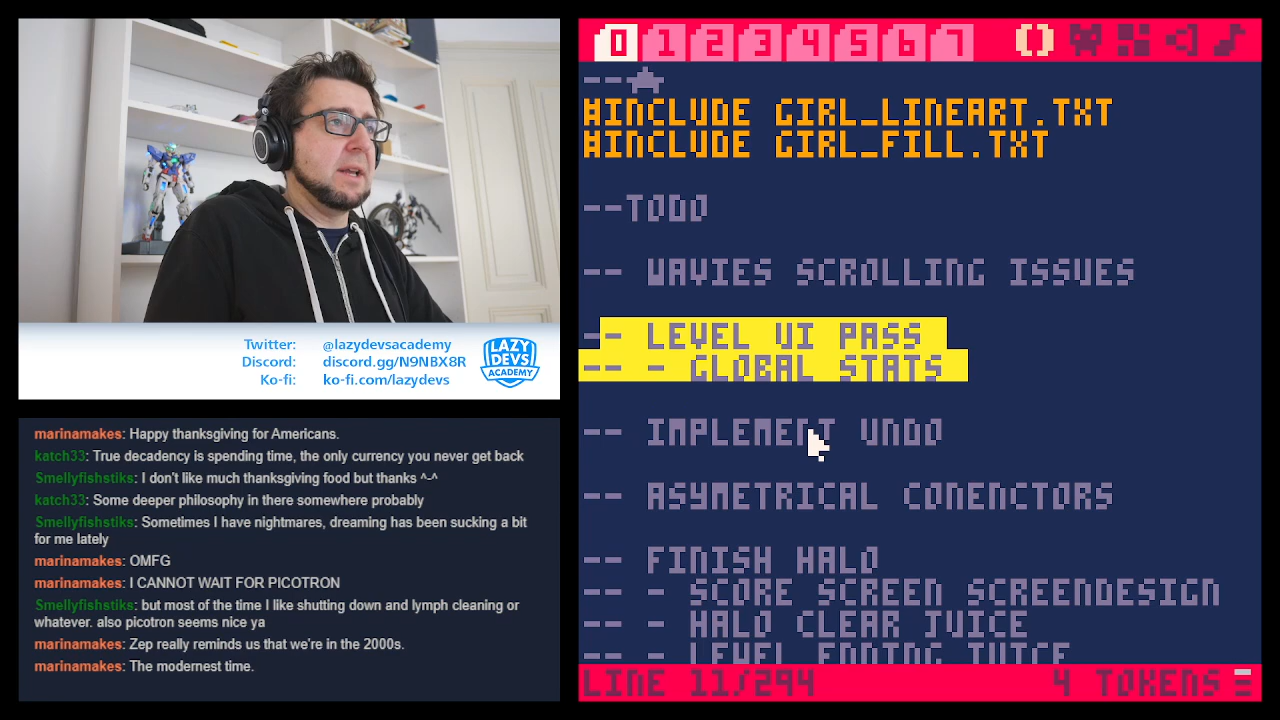 Twitter: @lazydevsacademy
Discord: discord.gg/N9NBX8R
Ko-fi: ko-fi.com/lazydevs
LAZY
DEVS
ACADEMY
marinamakes: Happy thanksgiving for Americans.
katch33: True decadency is spending time, the only currency you never get back
Smellyfishstiks: I don't like much thanksgiving food but thanks ^-^
katch33: Some deeper philosophy in there somewhere probably
Smellyfishstiks: Sometimes I have nightmares, dreaming has been sucking a bit
for me lately
marinamakes: OMFG
marinamakes: I CANNOT WAIT FOR PICOTRON
Smellyfishstiks: but most of the time I like shutting down and lymph cleaning or
whatever. also picotron seems nice ya
marinamakes: Zep really reminds us that we're in the 2000s.
marinamakes: The modernest time.
0 1 2 3 4 5 6 7 ()
--
#INCLUDE GIRL_LINEART.TXT
#INCLUDE GIRL_FILL.TXT
--TODO
-- WAVIES SCROLLING ISSUES
-- LEVEL UI PASS
-- - GLOBAL STATS
-- IMPLEMENT UNDO
-- ASYMETRICAL CONENCTORS
-- FINISH HALO
-- - SCORE SCREEN SCREENDESIGN
-- - HALO CLEAR JUICE
-- - LEVEL ENDING JUICE
LINE 11/294 4 TOKENS